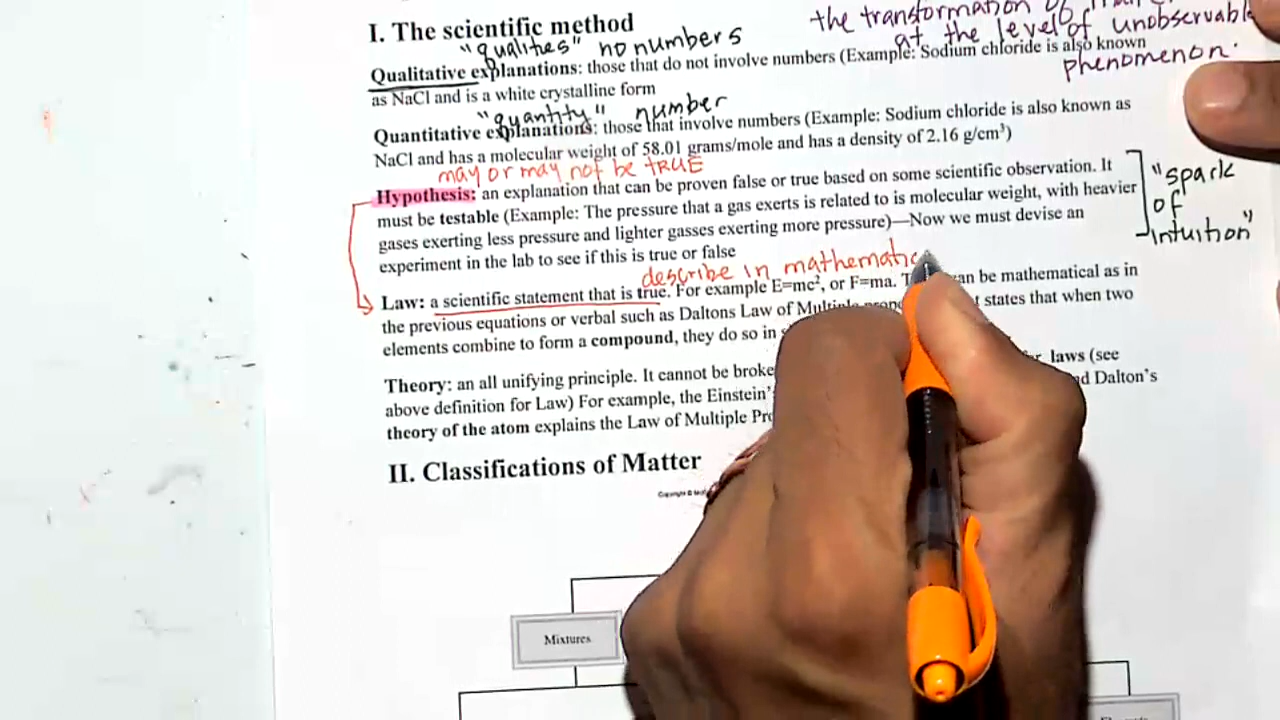 the transformation of
at the level of unobservable
phenomenon.
I. The scientific method
"qualities" no numbers
Qualitative explanations: those that do not involve numbers (Example: Sodium chloride is also known
as NaCl and is a white crystalline form
"quantity" number
Quantitative explanations: those that involve numbers (Example: Sodium chloride is also known as
NaCl and has a molecular weight of 58.01 grams/mole and has a density of 2.16 g/cm³)
may or may not be TRUE
Hypothesis: an explanation that can be proven false or true based on some scientific observation. It
must be testable (Example: The pressure that a gas exerts is related to is molecular weight, with heavier
gasses exerting less pressure and lighter gasses exerting more pressure)—Now we must devise an
experiment in the lab to see if this is true or false
"spark
of
intuition"
describe in mathematic
Law: a scientific statement that is true. For example E=mc², or F=ma. can be mathematical as in
the previous equations or verbal such as Daltons Law of Multiple states that when two
elements combine to form a compound, they do so in
Theory: an all unifying principle. It cannot be broke laws (see
above definition for Law) For example, the Einstein's Dalton's
theory of the atom explains the Law of Multiple
II. Classifications of Matter
Mixtures